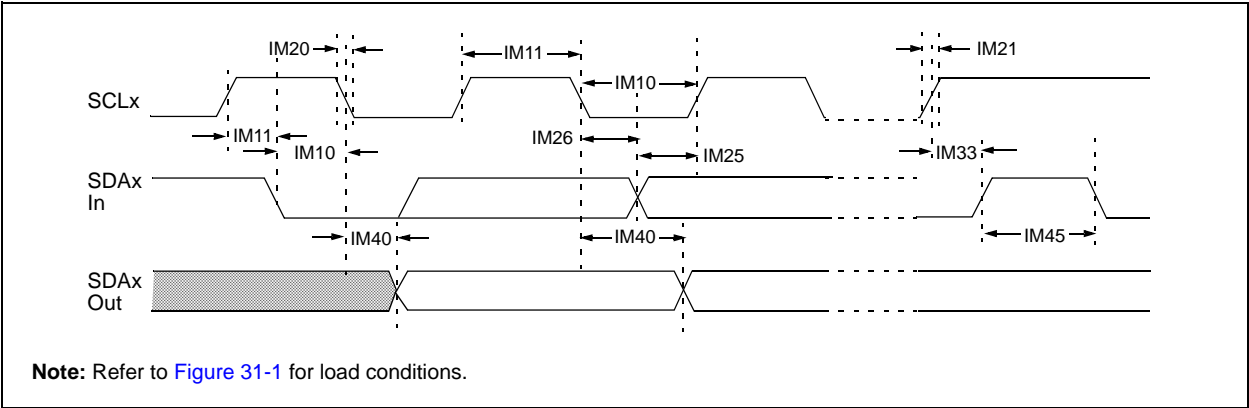 IM20
IM11
IM21
IM10
SCLx
IM11
IM26
IM10
IM25
IM33
SDAx
In
IM40
IM40
IM45
SDAx
Out
Note: Refer to Figure 31-1 for load conditions.